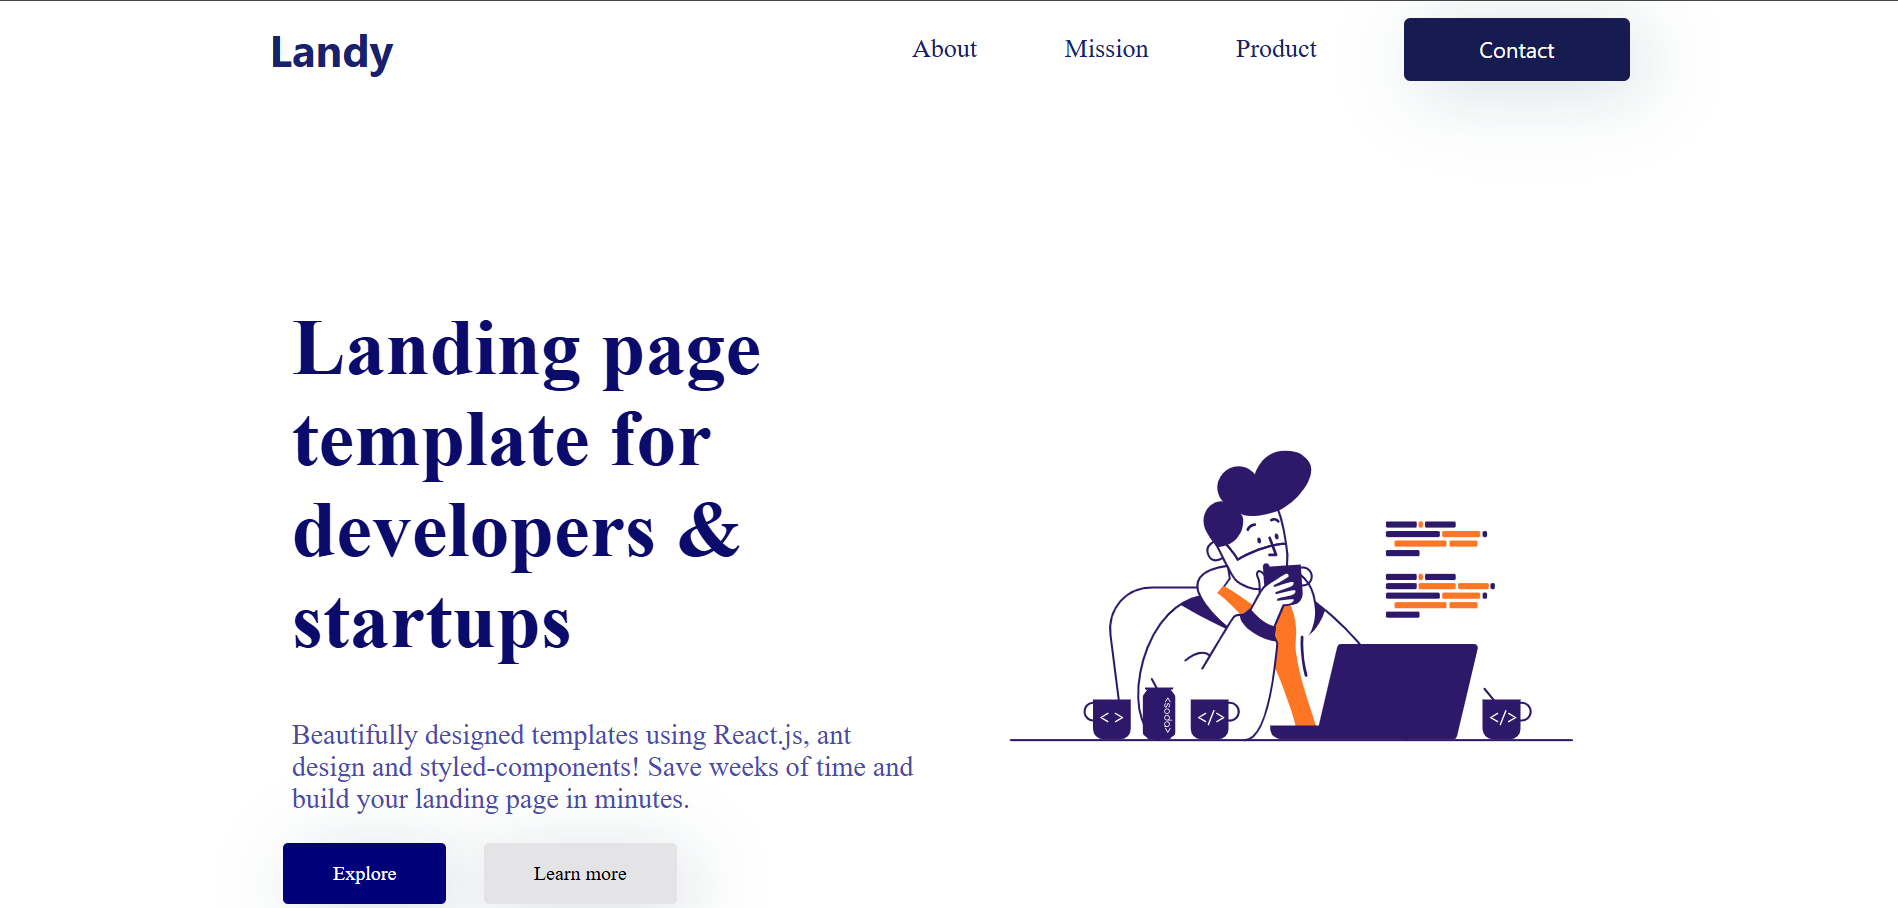 Landy
About
Mission
Product
Contact
Landing page
template for
developers &
startups
Beautifully designed templates using React.js, ant
design and styled-components! Save weeks of time and
build your landing page in minutes.
Explore
Learn more
< >
<soda>
</>
</>